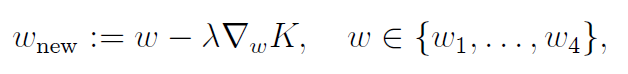 w_new := w − λ∇_w K, w ∈ {w_1, . . . , w_4},